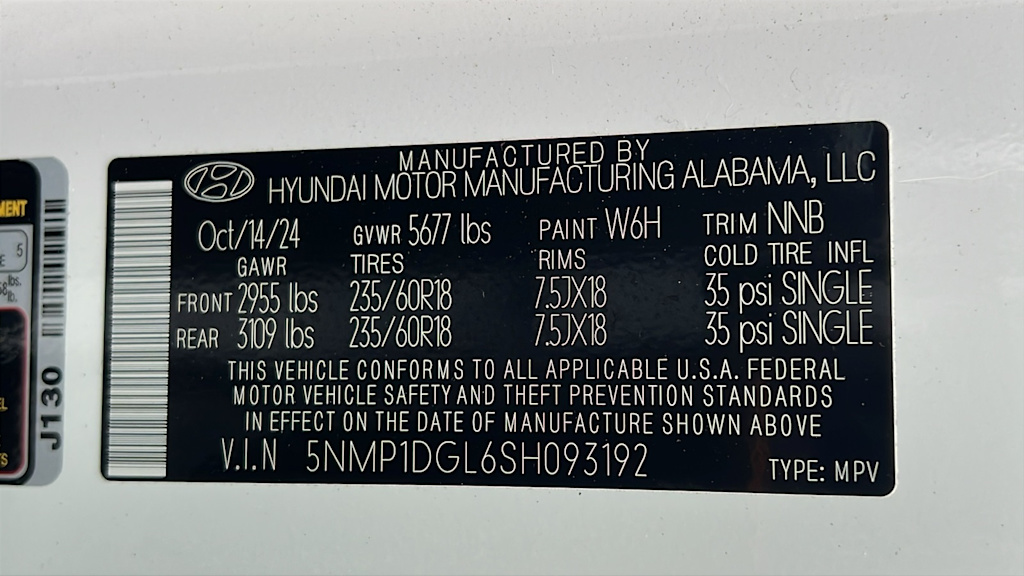 MANUFACTURED BY
HYUNDAI MOTOR MANUFACTURING ALABAMA, LLC
Oct/14/24 GVWR 5677 lbs PAINT W6H TRIM NNB
GAWR TIRES RIMS COLD TIRE INFL
FRONT 2955 lbs 235/60R18 7.5JX18 35 psi SINGLE
REAR 3109 lbs 235/60R18 7.5JX18 35 psi SINGLE
THIS VEHICLE CONFORMS TO ALL APPLICABLE U.S.A. FEDERAL
MOTOR VEHICLE SAFETY AND THEFT PREVENTION STANDARDS
IN EFFECT ON THE DATE OF MANUFACTURE SHOWN ABOVE
V.I.N 5NMP1DGL6SH093192 TYPE: MPV
J130
5
lbs.
lb.